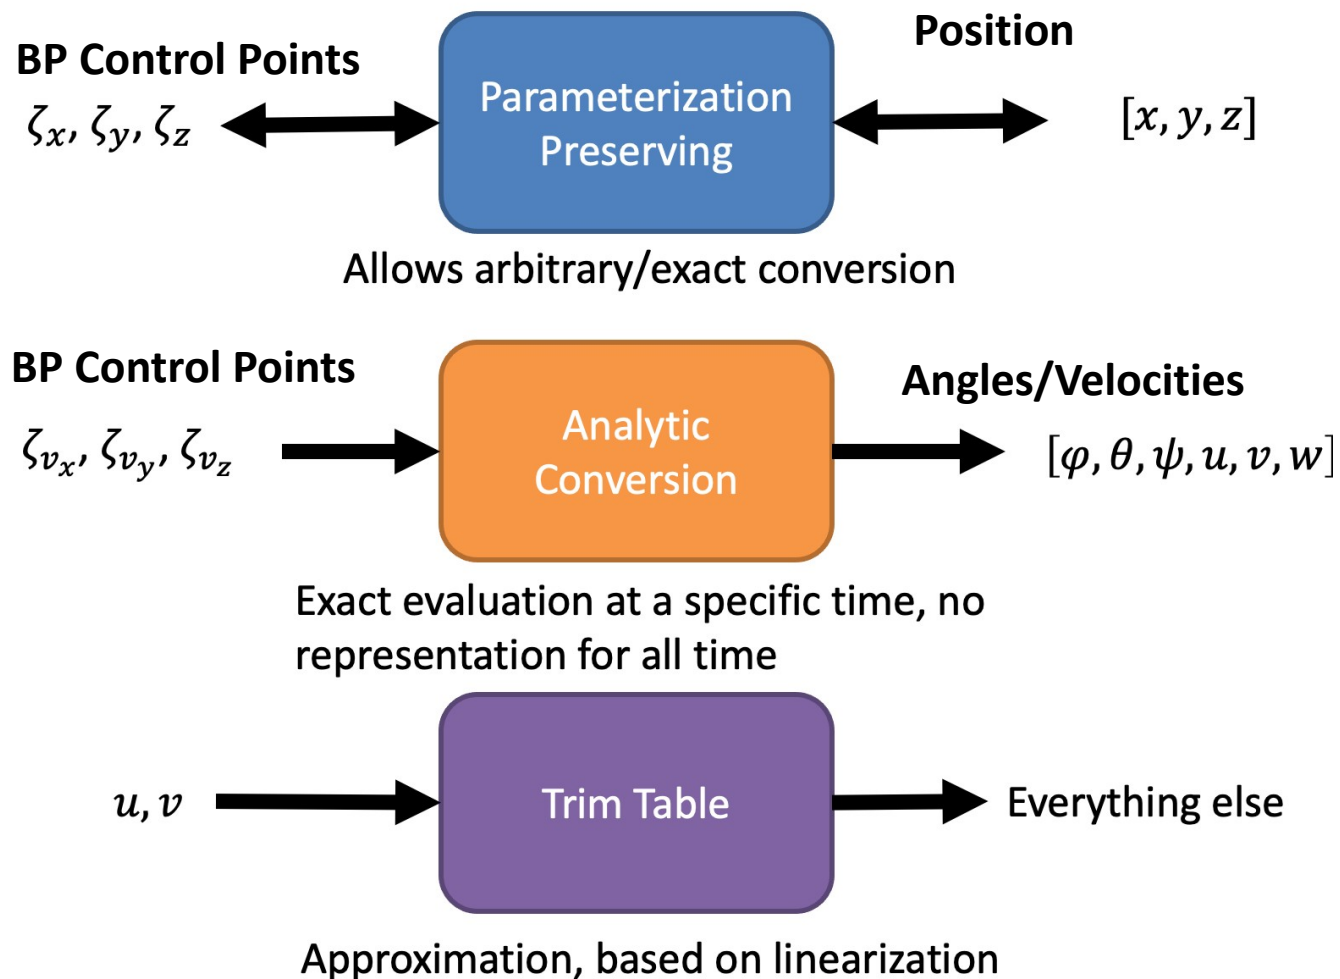 BP Control Points
Position
ζx, ζy, ζz
Parameterization
Preserving
[x, y, z]
Allows arbitrary/exact conversion
BP Control Points
Angles/Velocities
ζvx, ζvy, ζvz
Analytic
Conversion
[φ, θ, ψ, u, v, w]
Exact evaluation at a specific time, no
representation for all time
u, v
Trim Table
Everything else
Approximation, based on linearization